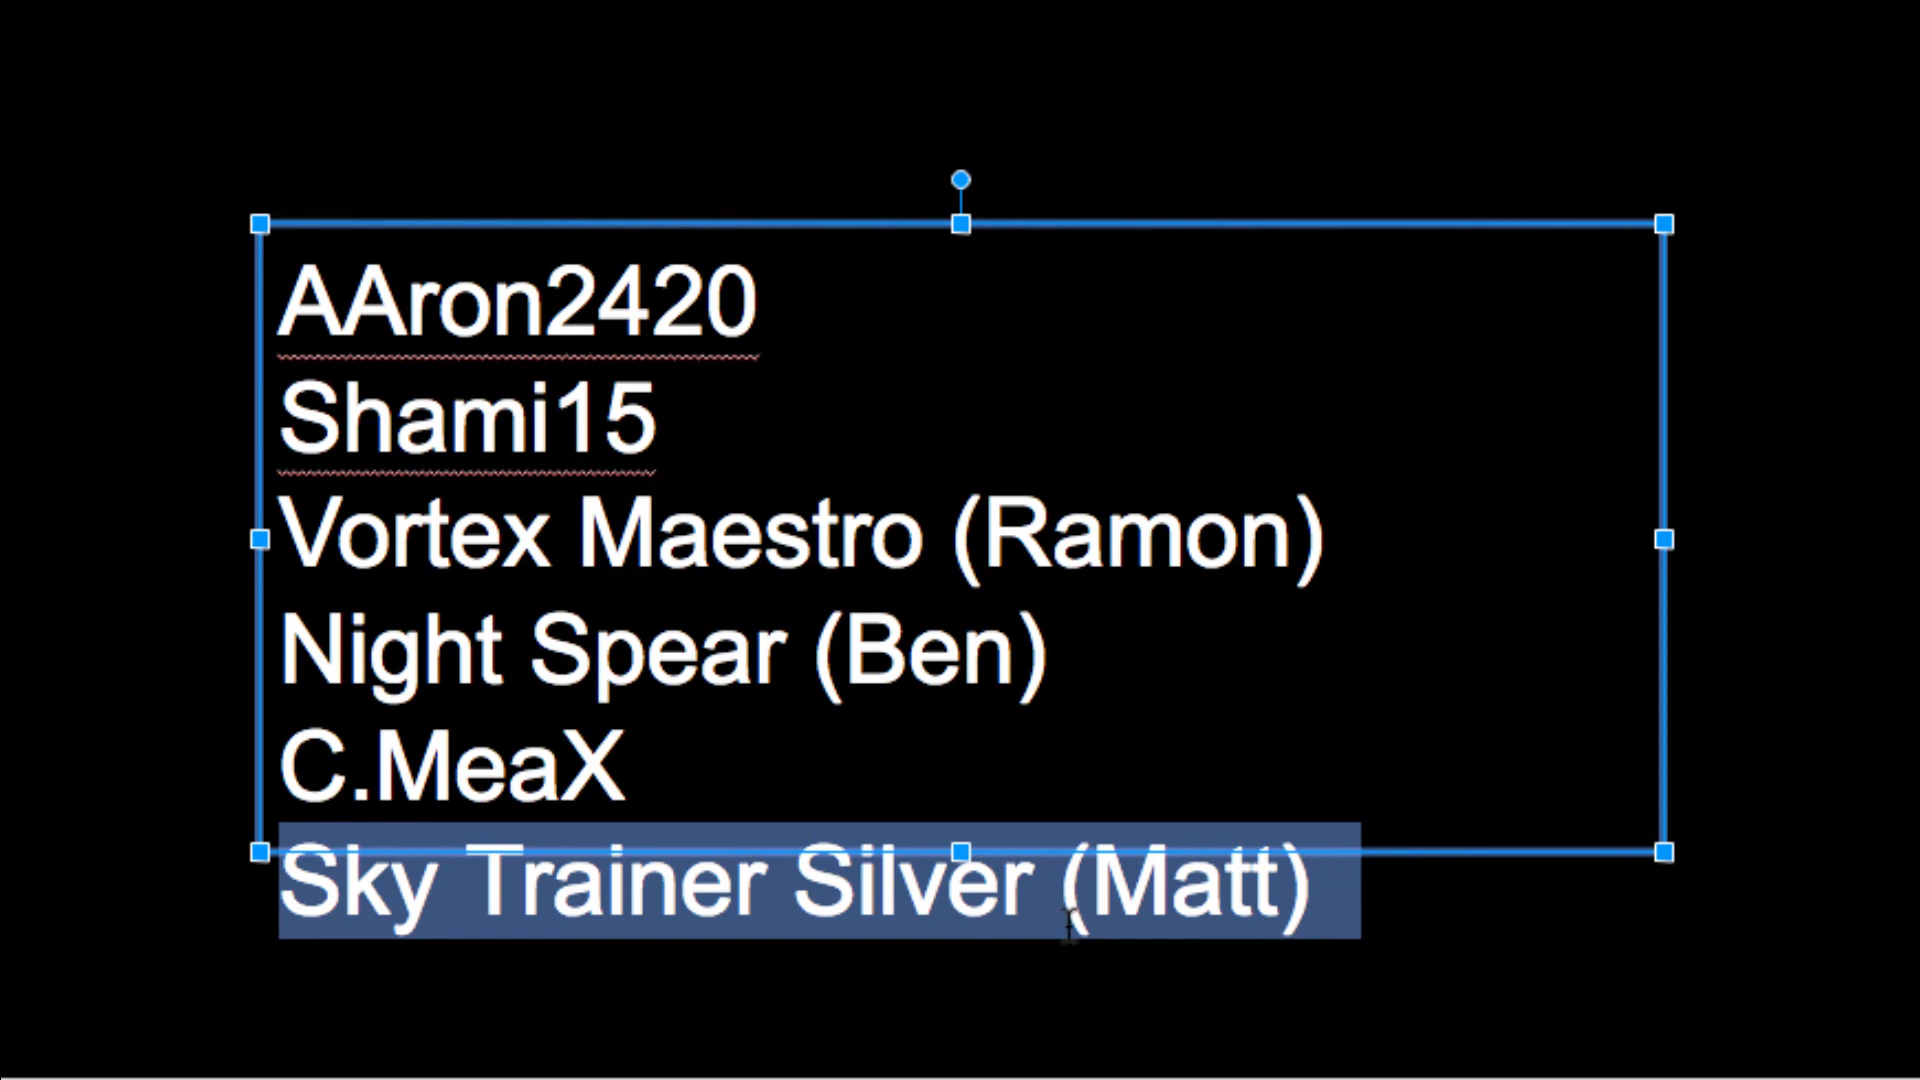 AAron2420
Shami15
Vortex Maestro (Ramon)
Night Spear (Ben)
C.MeaX
Sky Trainer Silver (Matt)